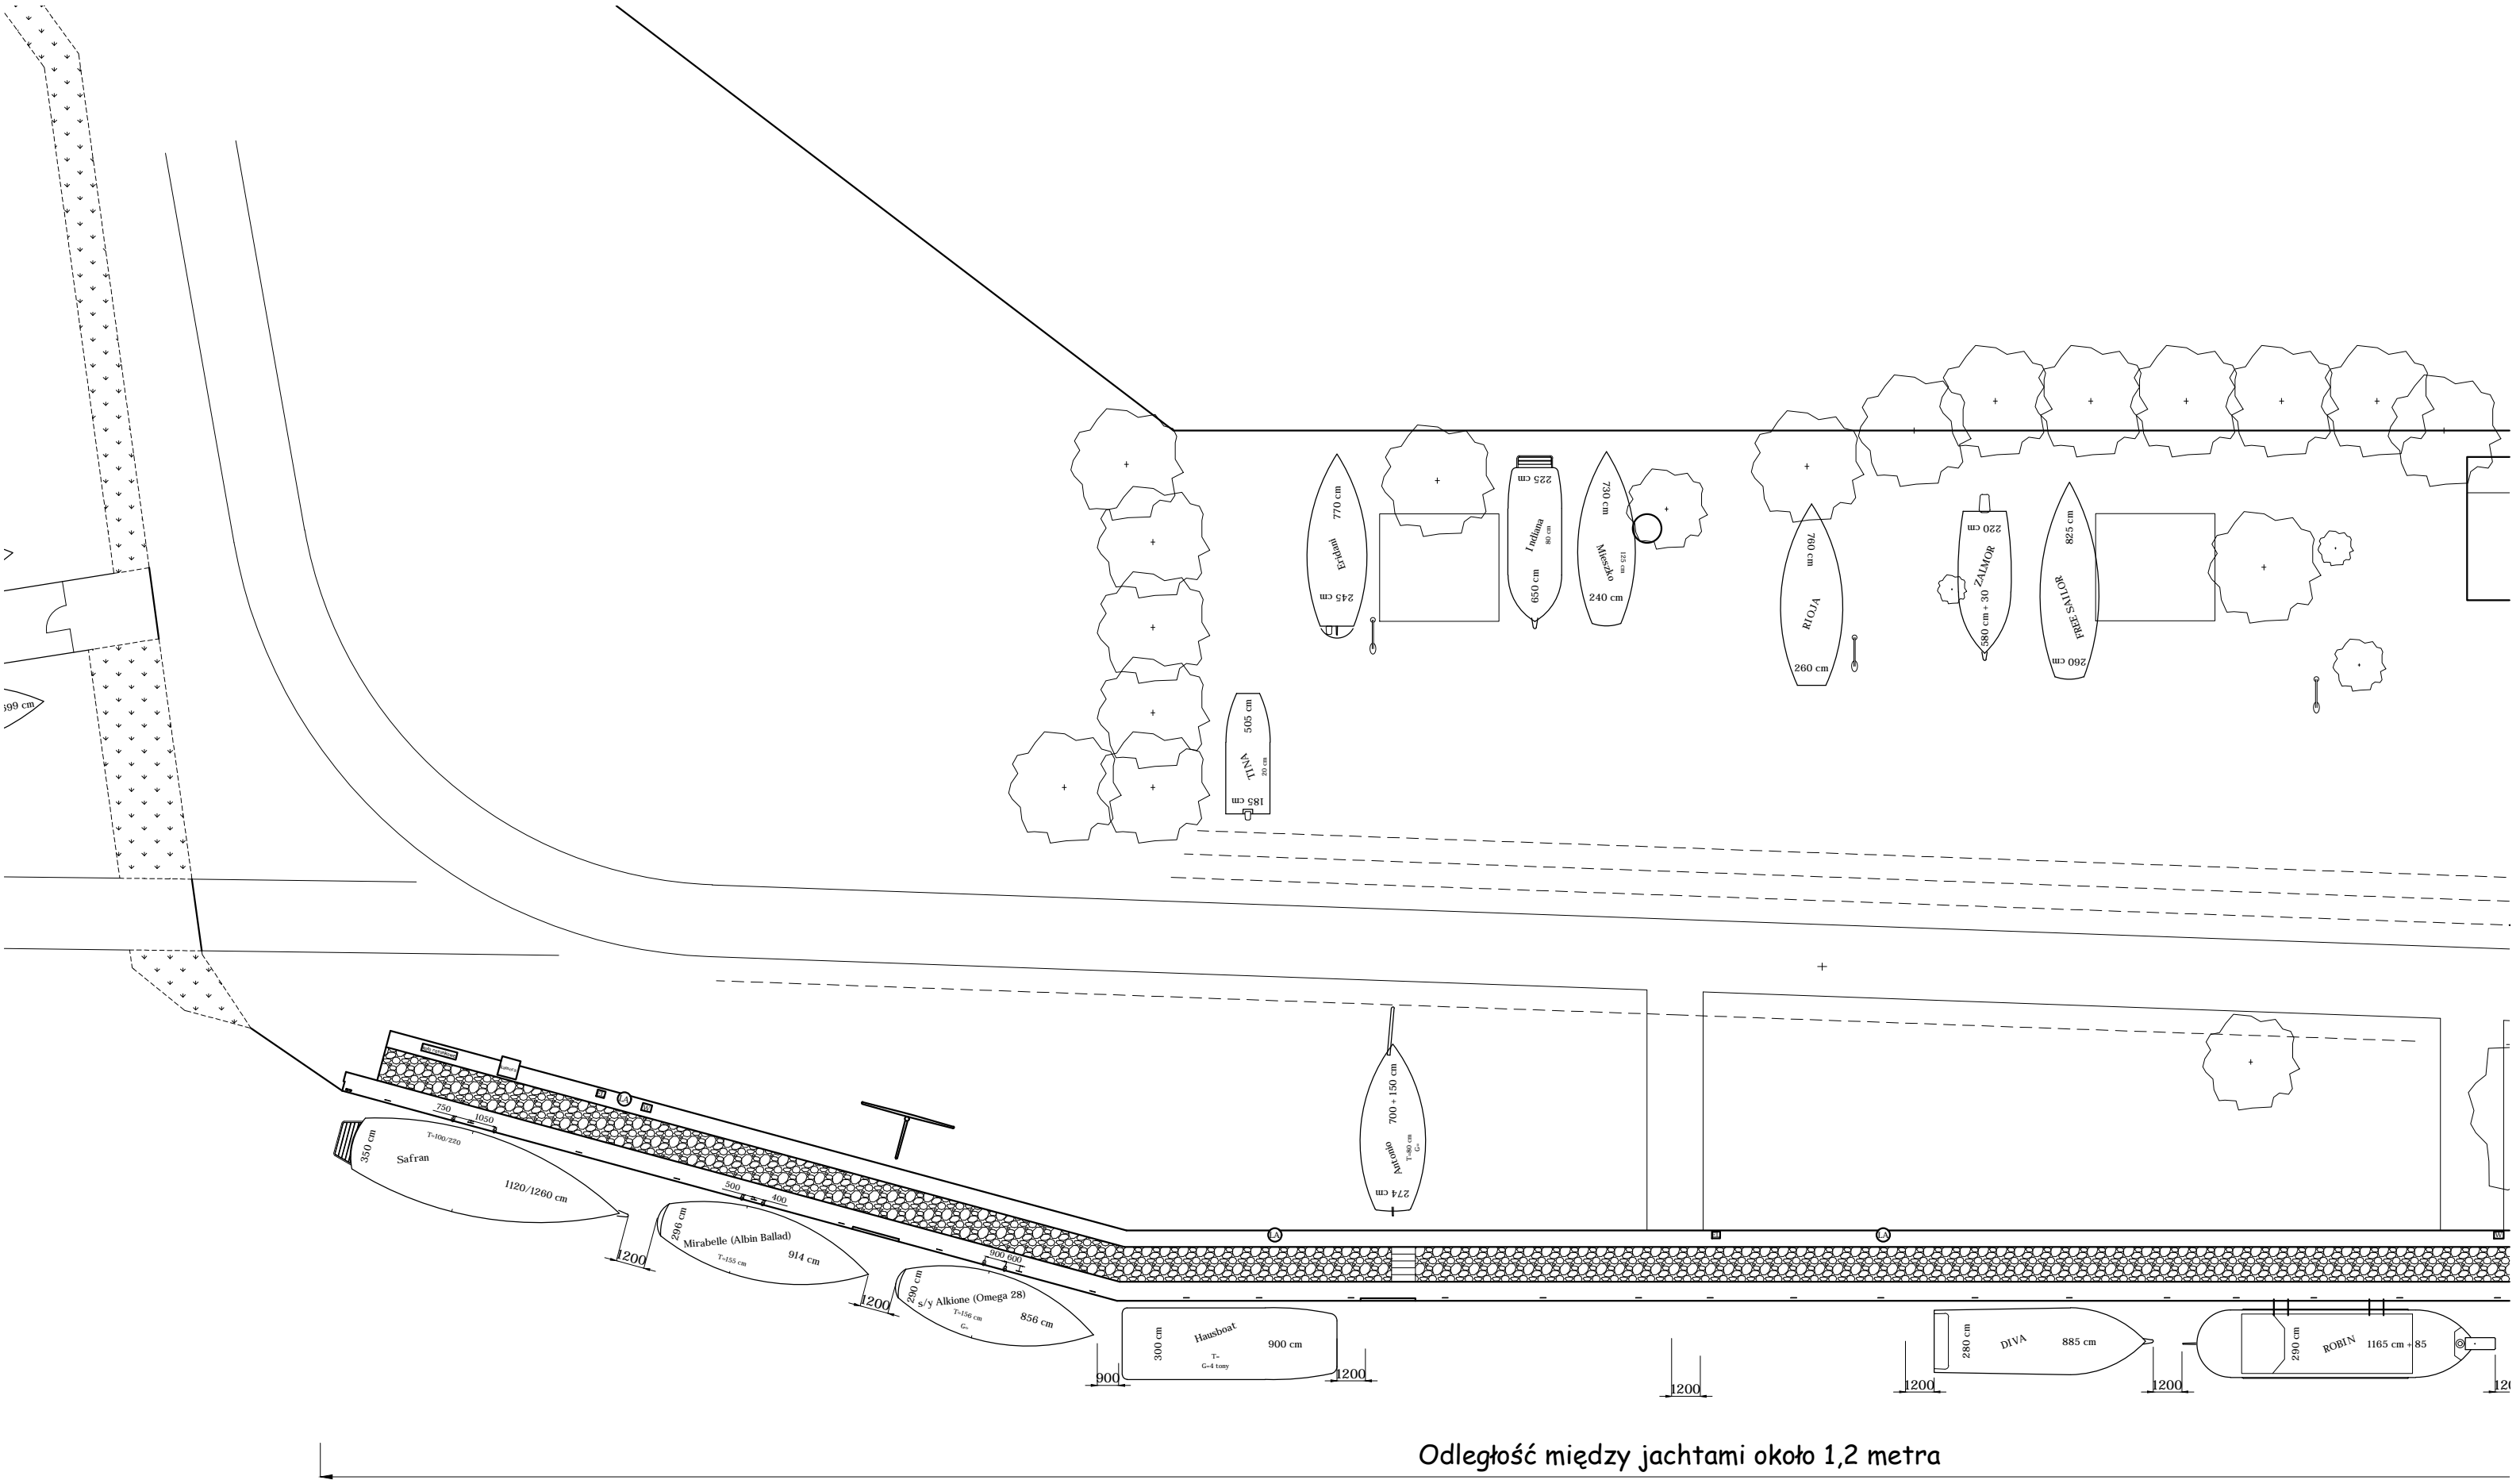 770 cm
Eridani
245 cm
225 cm
Indiana
80 cm
650 cm
730 cm
Mieszko
125 cm
240 cm
760 cm
RIOJA
260 cm
220 cm
ZALMOR
580 cm + 30
825 cm
FREE SAILOR
260 cm
699 cm
505 cm
TINA
20 cm
185 cm
LA
W
750
1050
350 cm
T=100/220
Safran
1120/1260 cm
1200
500
400
296 cm
Mirabelle (Albin Ballad)
T=155 cm
914 cm
1200
900 600
290 cm
s/y Alkione (Omega 28)
T=156 cm
G=
856 cm
700 + 150 cm
Antonio
T=80 cm
G=
274 cm
LA
LA
W
900
300 cm
Hausboat
T=
G=4 tony
900 cm
1200
1200
1200
280 cm
DIVA
885 cm
1200
290 cm
ROBIN
1165 cm + 85
Odległość między jachtami około 1,2 metra